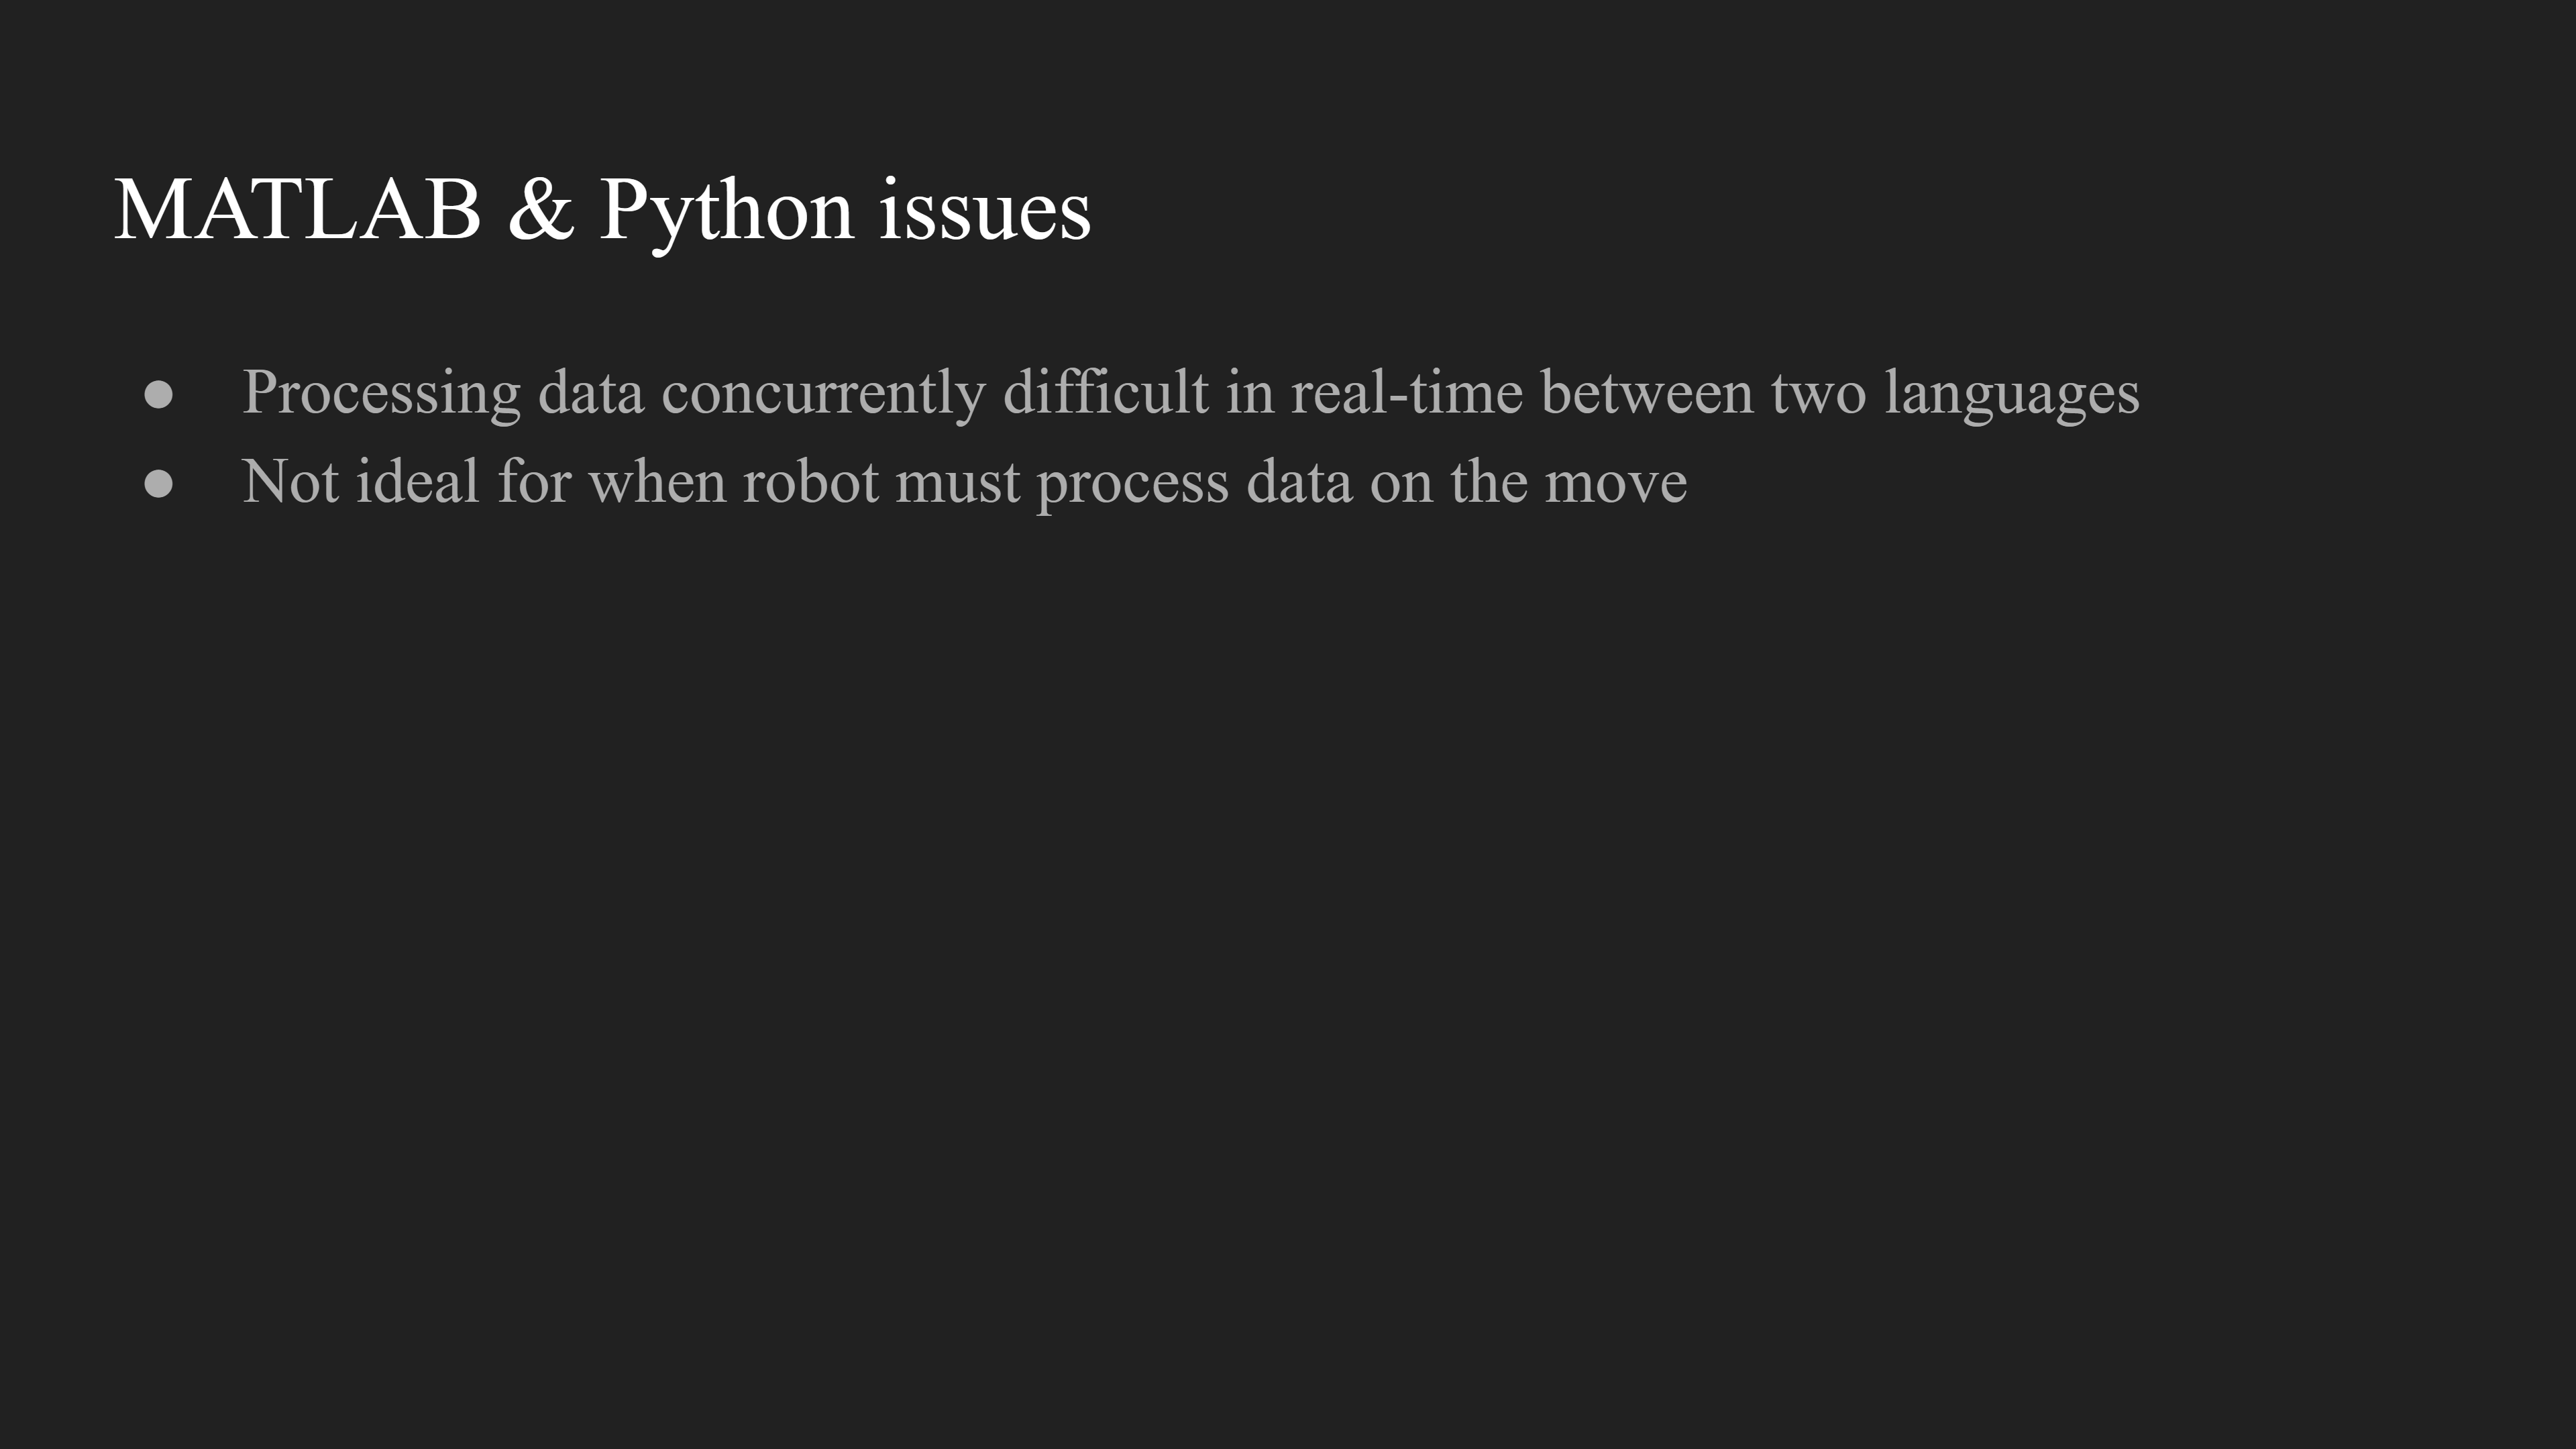 MATLAB & Python issues
● Processing data concurrently difficult in real-time between two languages
● Not ideal for when robot must process data on the move